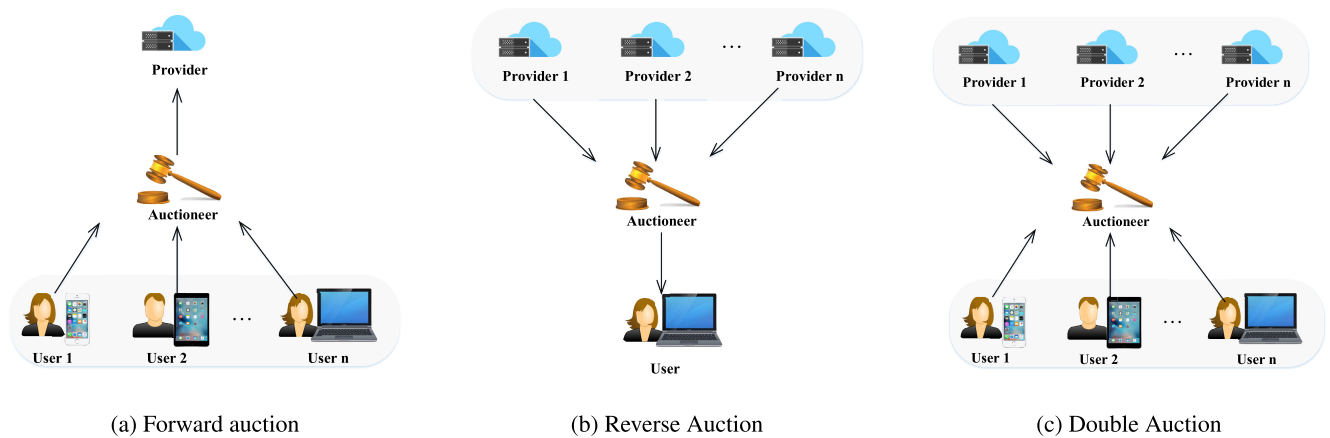 Provider
Auctioneer
User 1
User 2
...
User n
(a) Forward auction
Provider 1
Provider 2
...
Provider n
Auctioneer
User
(b) Reverse Auction
Provider 1
Provider 2
...
Provider n
Auctioneer
User 1
User 2
...
User n
(c) Double Auction